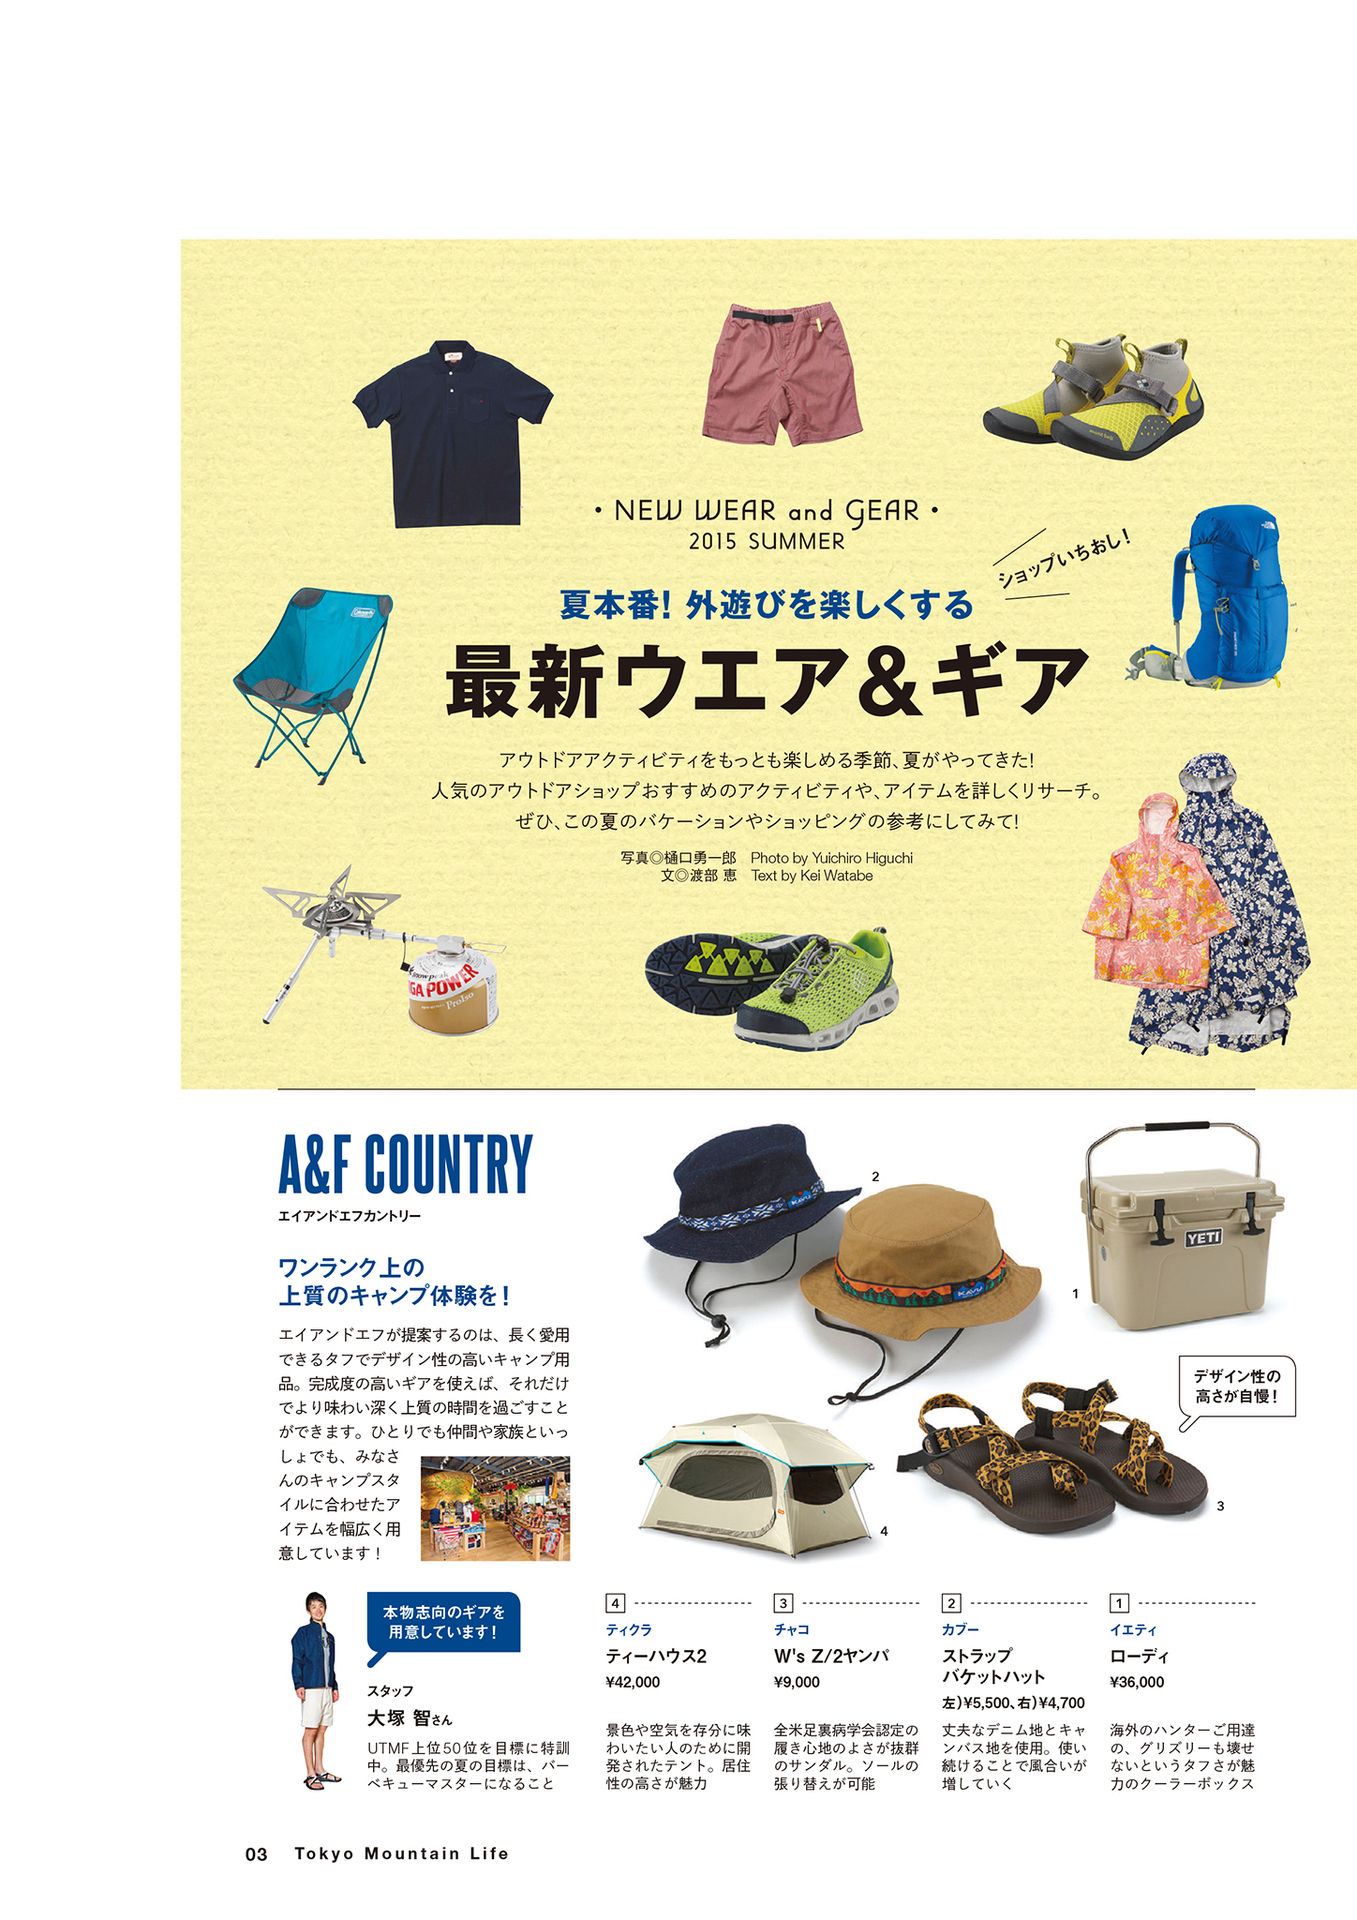 • NEW WEAR and GEAR •
2015 SUMMER
ショップいちおし！
夏本番！外遊びを楽しくする
最新ウエア＆ギア
アウトドアアクティビティをもっとも楽しめる季節、夏がやってきた！
人気のアウトドアショップおすすめのアクティビティや、アイテムを詳しくリサーチ。
ぜひ、この夏のバケーションやショッピングの参考にしてみて！
写真◎樋口勇一郎　Photo by Yuichiro Higuchi
文◎渡部 恵　Text by Kei Watabe
Coleman
THE NORTH FACE
mont-bell
snowpeak
GIGA POWER
ProIso
A&F COUNTRY
エイアンドエフカントリー
ワンランク上の
上質のキャンプ体験を！
エイアンドエフが提案するのは、長く愛用
できるタフでデザイン性の高いキャンプ用
品。完成度の高いギアを使えば、それだけ
でより味わい深く上質の時間を過ごすこと
ができます。ひとりでも仲間や家族といっ
しょでも、みなさ
んのキャンプスタ
イルに合わせたア
イテムを幅広く用
意しています！
2
KAVU
KAVU
YETI
1
デザイン性の
高さが自慢！
3
4
本物志向のギアを
用意しています！
スタッフ
大塚 智さん
UTMF上位50位を目標に特訓
中。最優先の夏の目標は、バー
ベキューマスターになること
4
ティクラ
ティーハウス2
¥42,000
景色や空気を存分に味
わいたい人のために開
発されたテント。居住
性の高さが魅力
3
チャコ
W's Z/2ヤンパ
¥9,000
全米足裏病学会認定の
履き心地のよさが抜群
のサンダル。ソールの
張り替えが可能
2
カブー
ストラップ
バケットハット
左）¥5,500、右）¥4,700
丈夫なデニム地とキャ
ンバス地を使用。使い
続けることで風合いが
増していく
1
イエティ
ローディ
¥36,000
海外のハンターご用達
の、グリズリーも壊せ
ないというタフさが魅
力のクーラーボックス
03　Tokyo Mountain Life